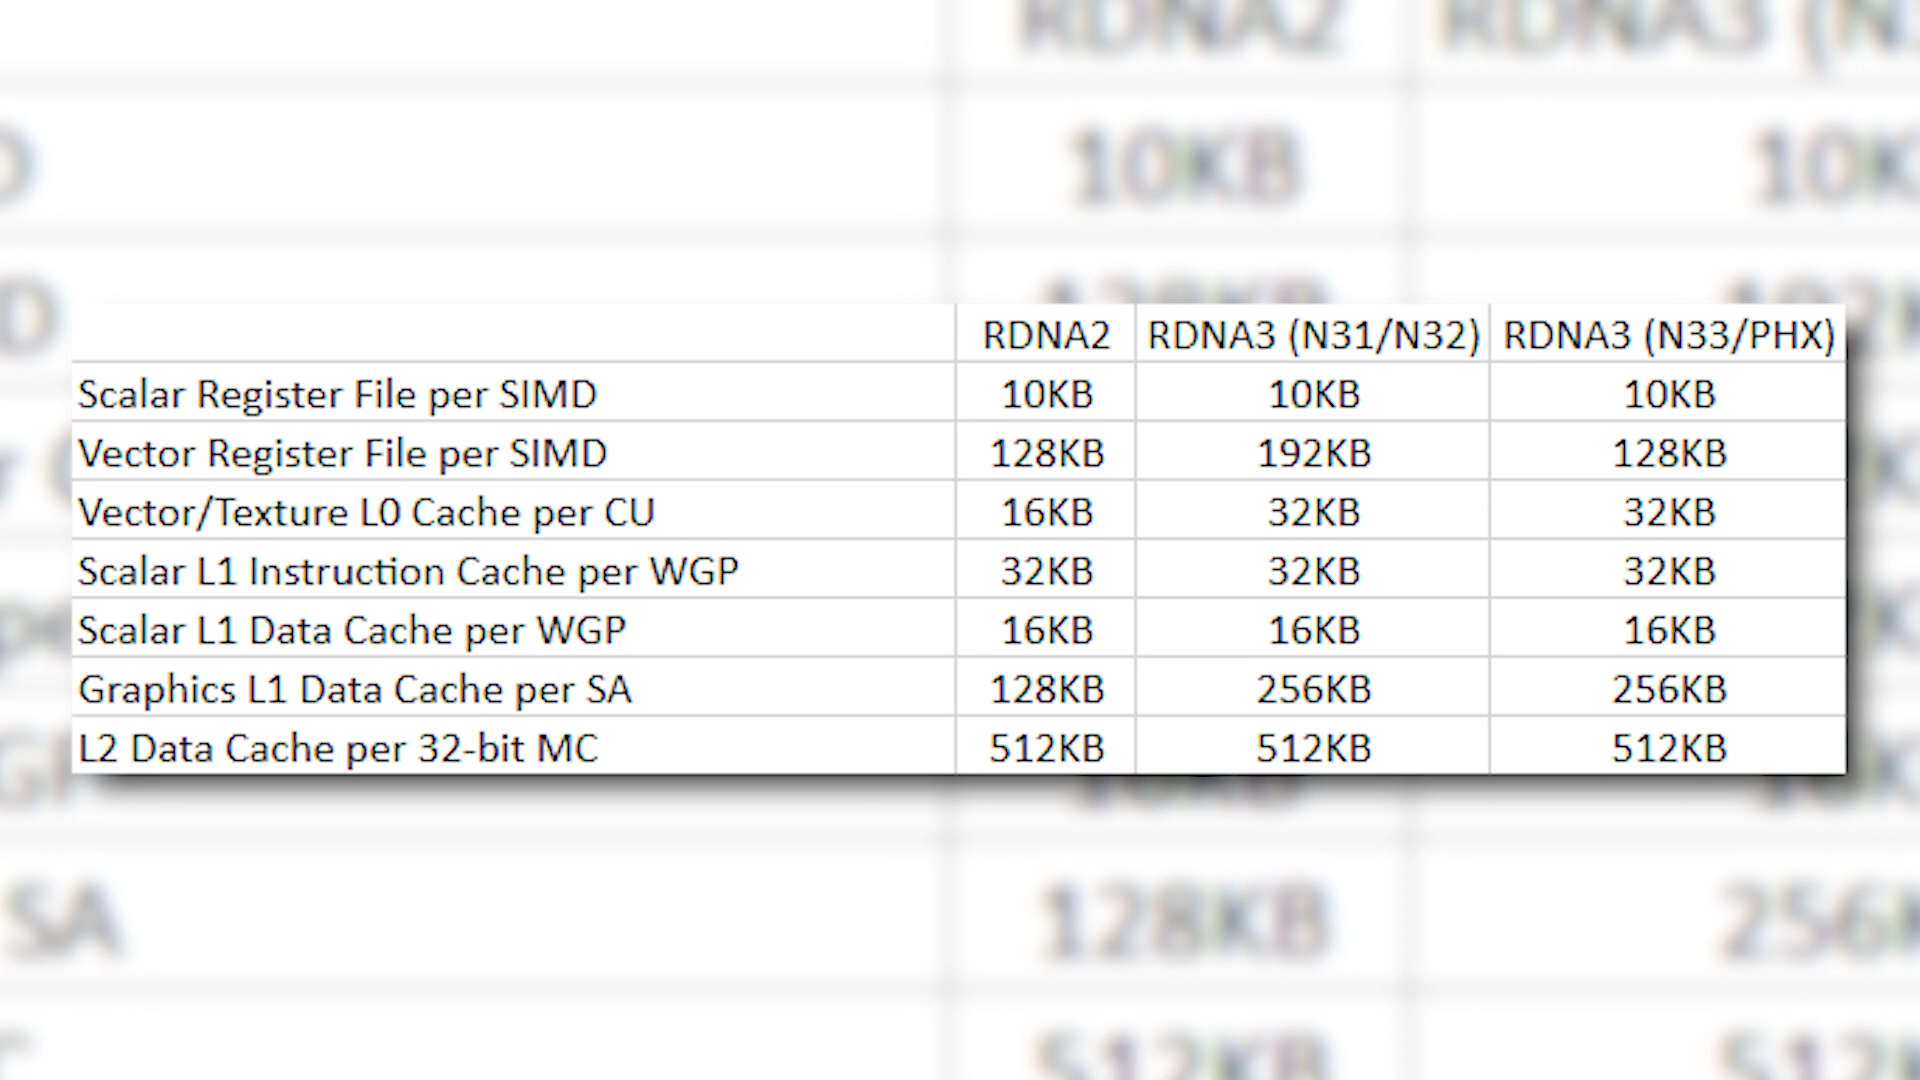 RDNA2 RDNA3 (N31/N32) RDNA3 (N33/PHX)
Scalar Register File per SIMD 10KB 10KB 10KB
Vector Register File per SIMD 128KB 192KB 128KB
Vector/Texture L0 Cache per CU 16KB 32KB 32KB
Scalar L1 Instruction Cache per WGP 32KB 32KB 32KB
Scalar L1 Data Cache per WGP 16KB 16KB 16KB
Graphics L1 Data Cache per SA 128KB 256KB 256KB
L2 Data Cache per 32-bit MC 512KB 512KB 512KB